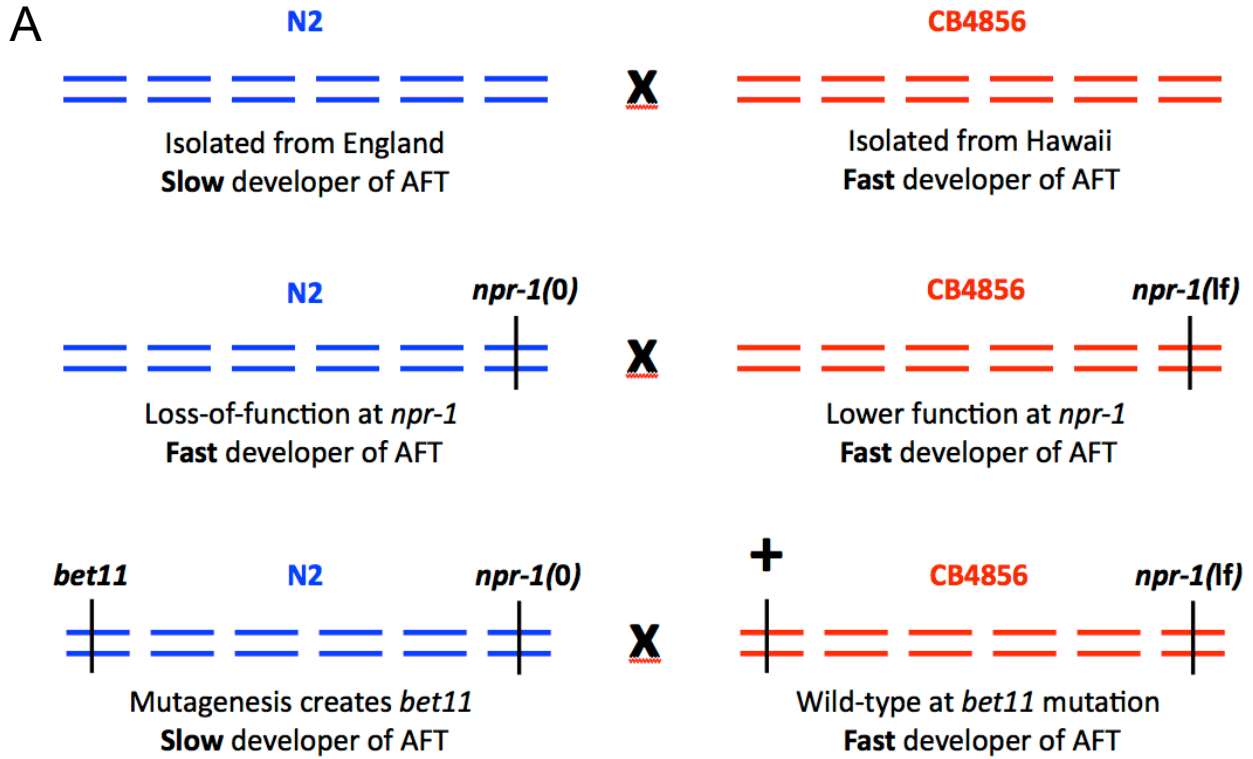 A
N2
CB4856
X
Isolated from England
Slow developer of AFT
Isolated from Hawaii
Fast developer of AFT
N2
npr-1(0)
CB4856
npr-1(lf)
X
Loss-of-function at npr-1
Fast developer of AFT
Lower function at npr-1
Fast developer of AFT
bet11
N2
npr-1(0)
+
CB4856
npr-1(lf)
X
Mutagenesis creates bet11
Slow developer of AFT
Wild-type at bet11 mutation
Fast developer of AFT